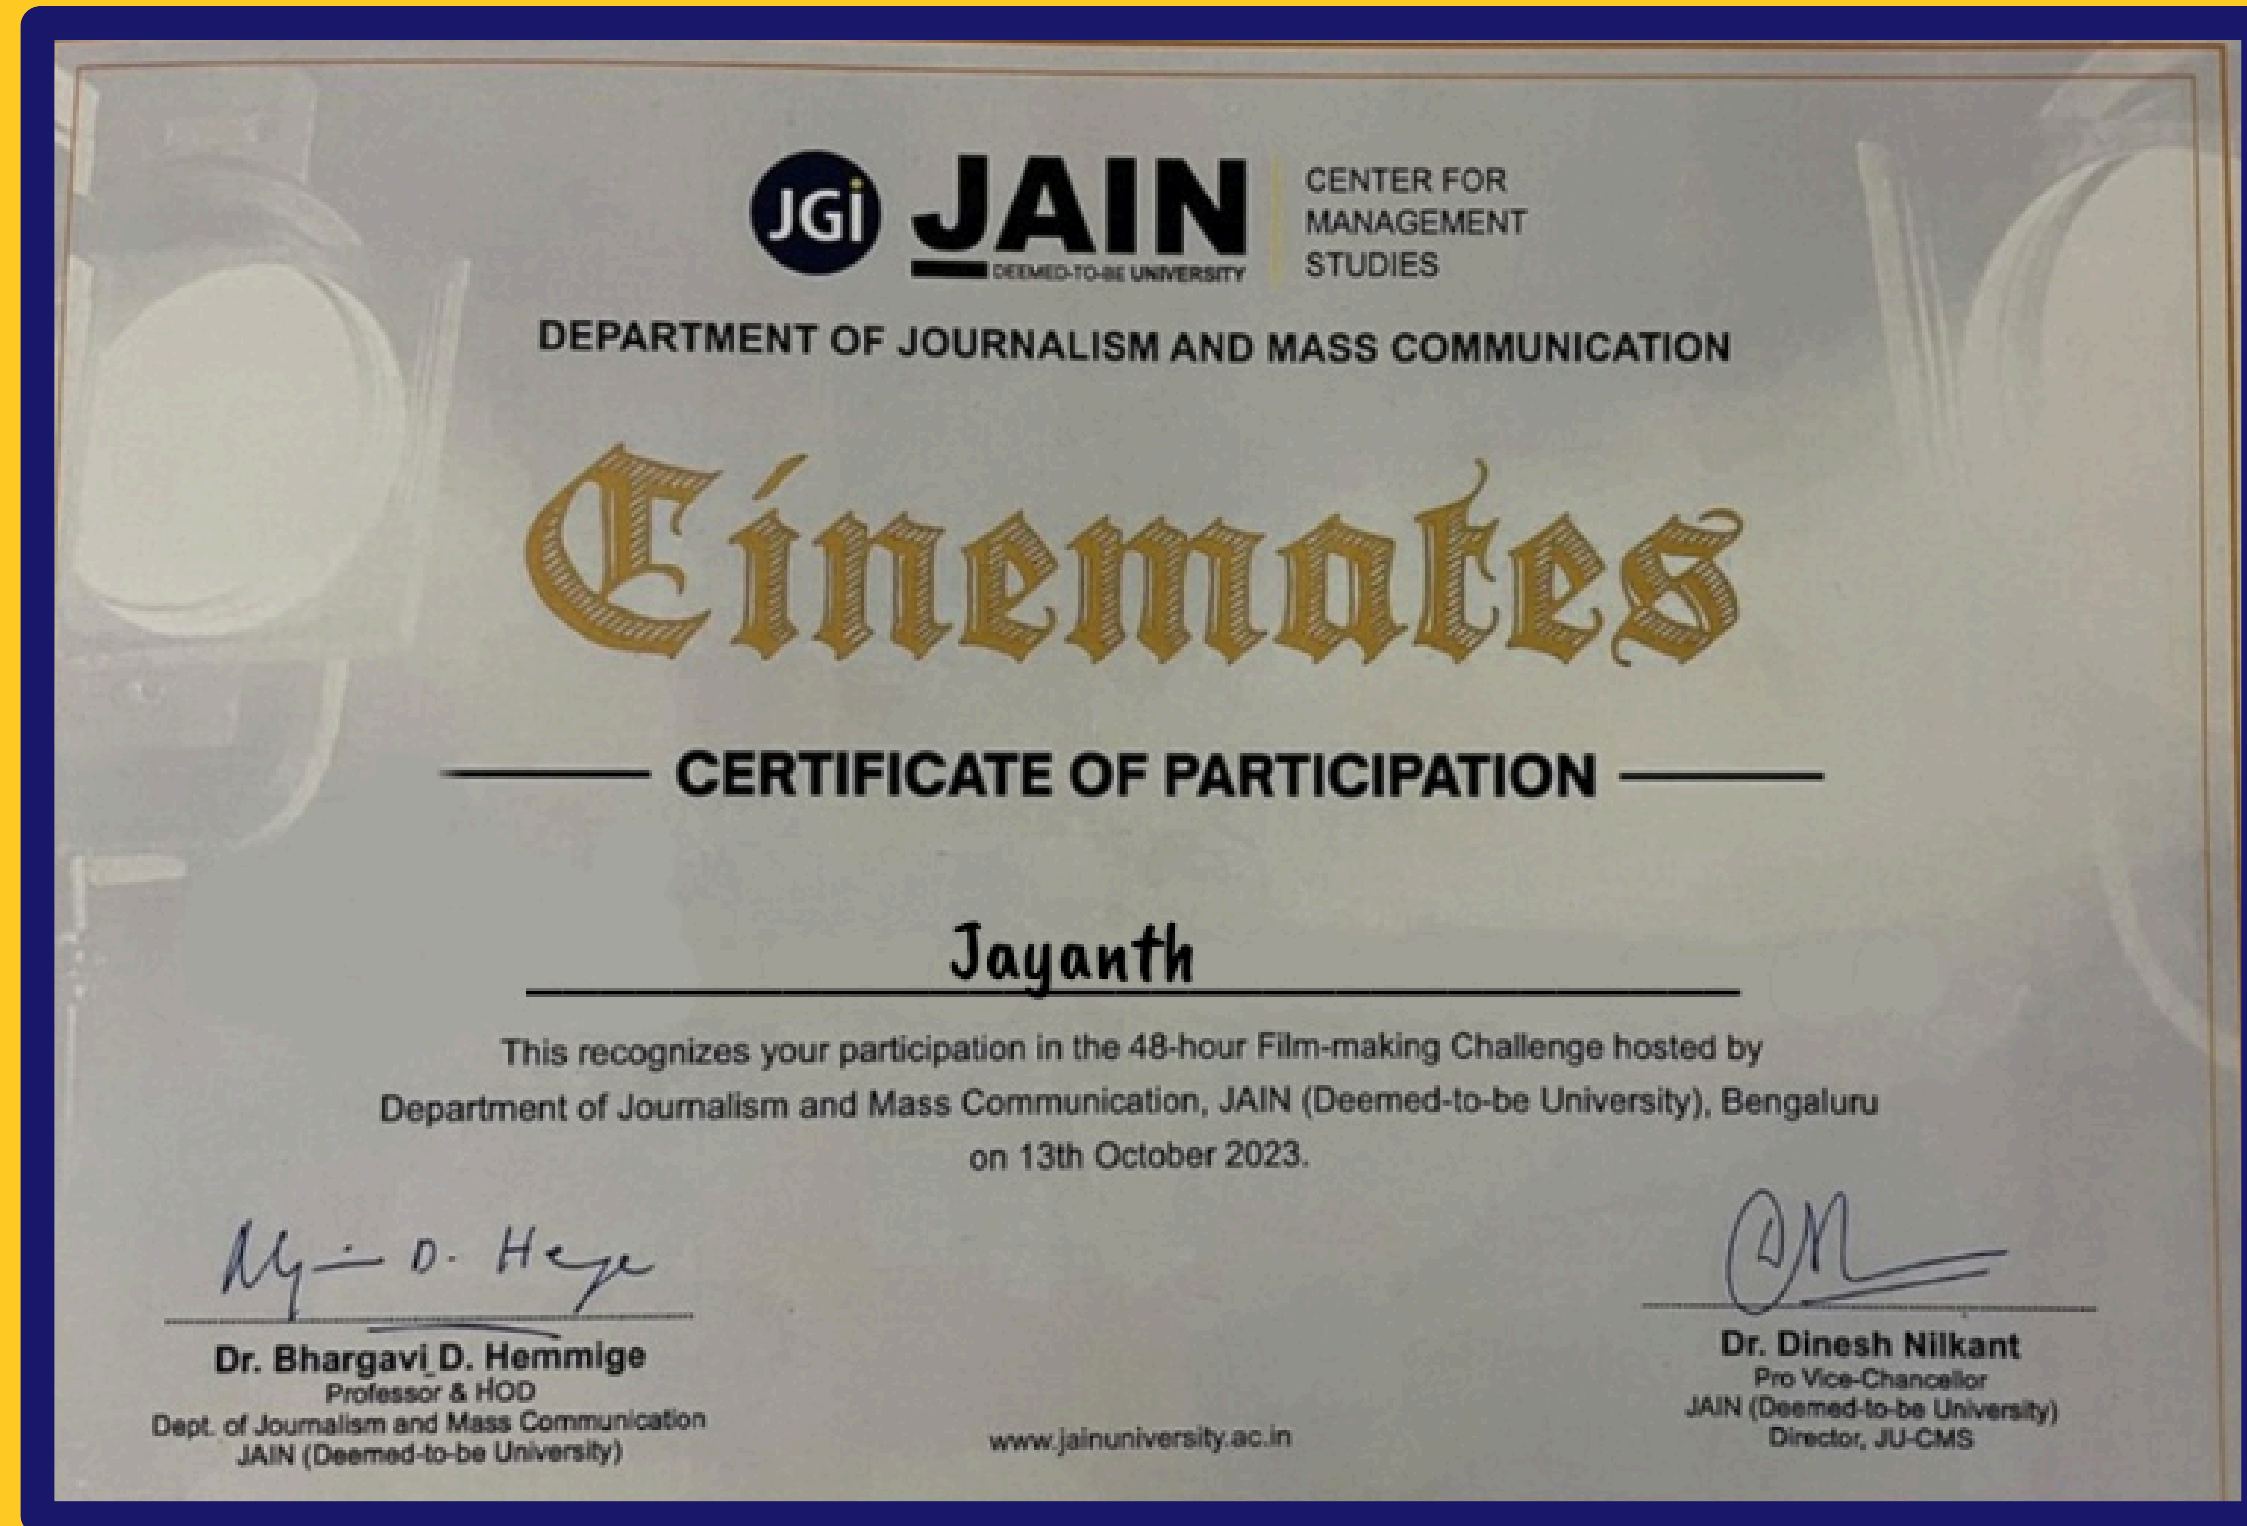 JGi JAIN
DEEMED-TO-BE UNIVERSITY
CENTER FOR
MANAGEMENT
STUDIES
DEPARTMENT OF JOURNALISM AND MASS COMMUNICATION
Cinemates
CERTIFICATE OF PARTICIPATION
Jayanth
This recognizes your participation in the 48-hour Film-making Challenge hosted by
Department of Journalism and Mass Communication, JAIN (Deemed-to-be University), Bengaluru
on 13th October 2023.
D. Hege
Dr. Bhargavi D. Hemmige
Professor & HOD
Dept. of Journalism and Mass Communication
JAIN (Deemed-to-be University)
www.jainuniversity.ac.in
Dr. Dinesh Nilkant
Pro Vice-Chancellor
JAIN (Deemed-to-be University)
Director, JU-CMS